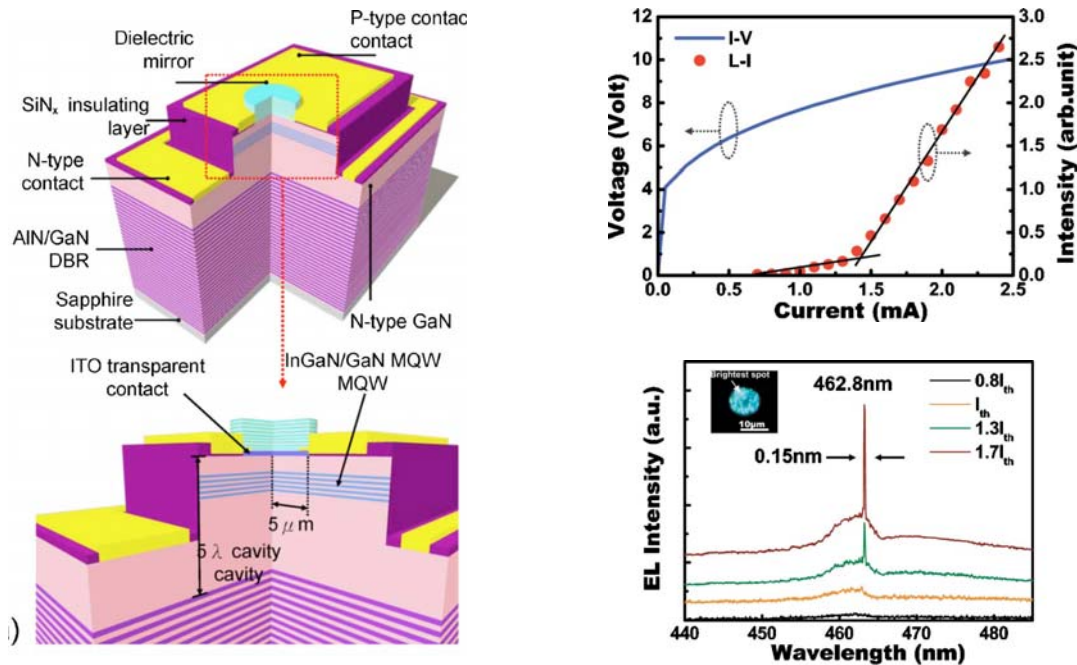 P-type contac
contact
Dielectric
mirror
SiNx insulating
layer
N-type
contact
AlN/GaN
DBR
Sapphire
substrate
N-type GaN
ITO transparent
contact
InGaN/GaN MQW
MQW
5 μ m
5 λ cavity
cavity
)
12
10
8
6
4
2
0
Voltage (Volt)
I-V
L-I
3.0
2.5
2.0
1.5
1.0
0.5
0.0
Intensity (arb.unit)
0.0 0.5 1.0 1.5 2.0 2.5
Current (mA)
EL Intensity (a.u.)
Brightest spot
10μm
462.8nm
0.15nm
0.8Ith
Ith
1.3Ith
1.7Ith
440 450 460 470 480
Wavelength (nm)